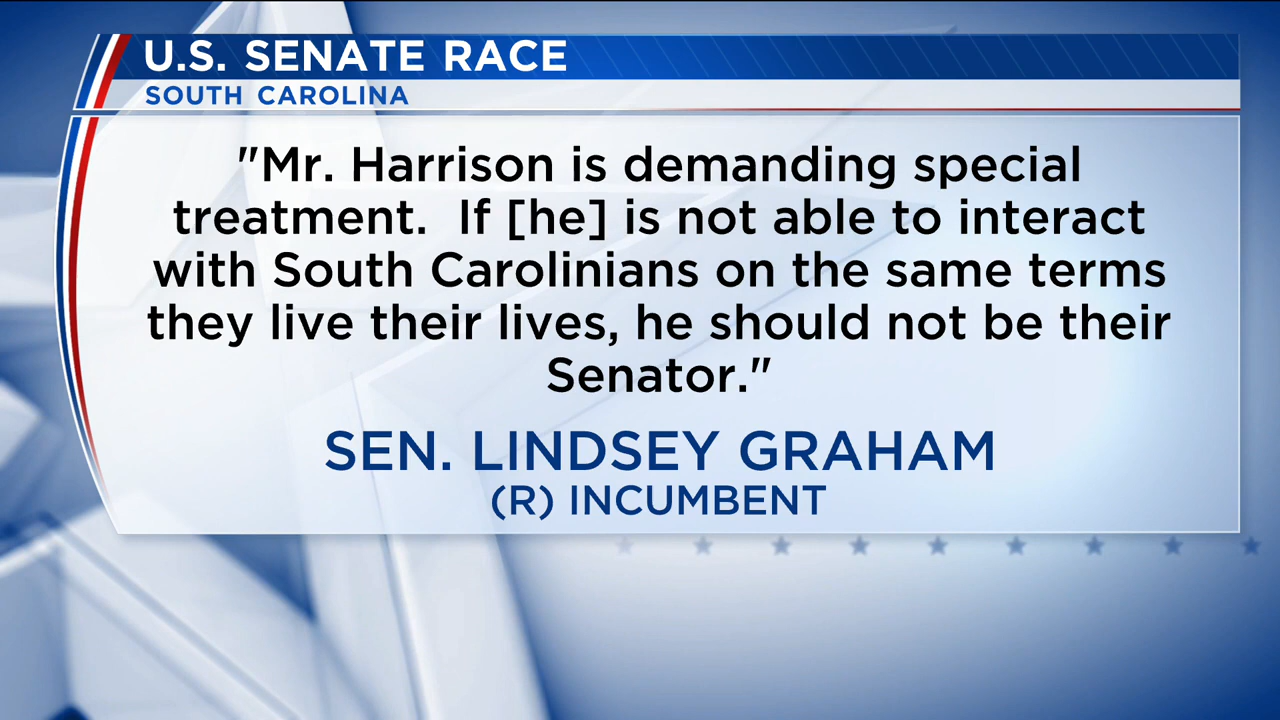 U.S. SENATE RACE
SOUTH CAROLINA
"Mr. Harrison is demanding special
treatment.  If [he] is not able to interact
with South Carolinians on the same terms
they live their lives, he should not be their
Senator."
SEN. LINDSEY GRAHAM
(R) INCUMBENT